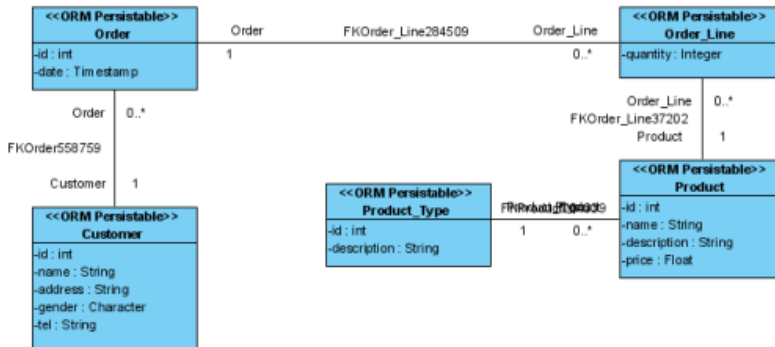 <<ORM Persistable>>
Order
-id : int
-date : Timestamp
Order FKOrder_Line284509 Order_Line
1 0..*
<<ORM Persistable>>
Order_Line
-quantity : Integer
Order 0..*
FKOrder558759
Customer 1
Order_Line 0..*
FKOrder_Line37202
Product 1
<<ORM Persistable>>
Customer
-id : int
-name : String
-address : String
-gender : Character
-tel : String
<<ORM Persistable>>
Product_Type
-id : int
-description : String
1 0..*
<<ORM Persistable>>
Product
-id : int
-name : String
-description : String
-price : Float